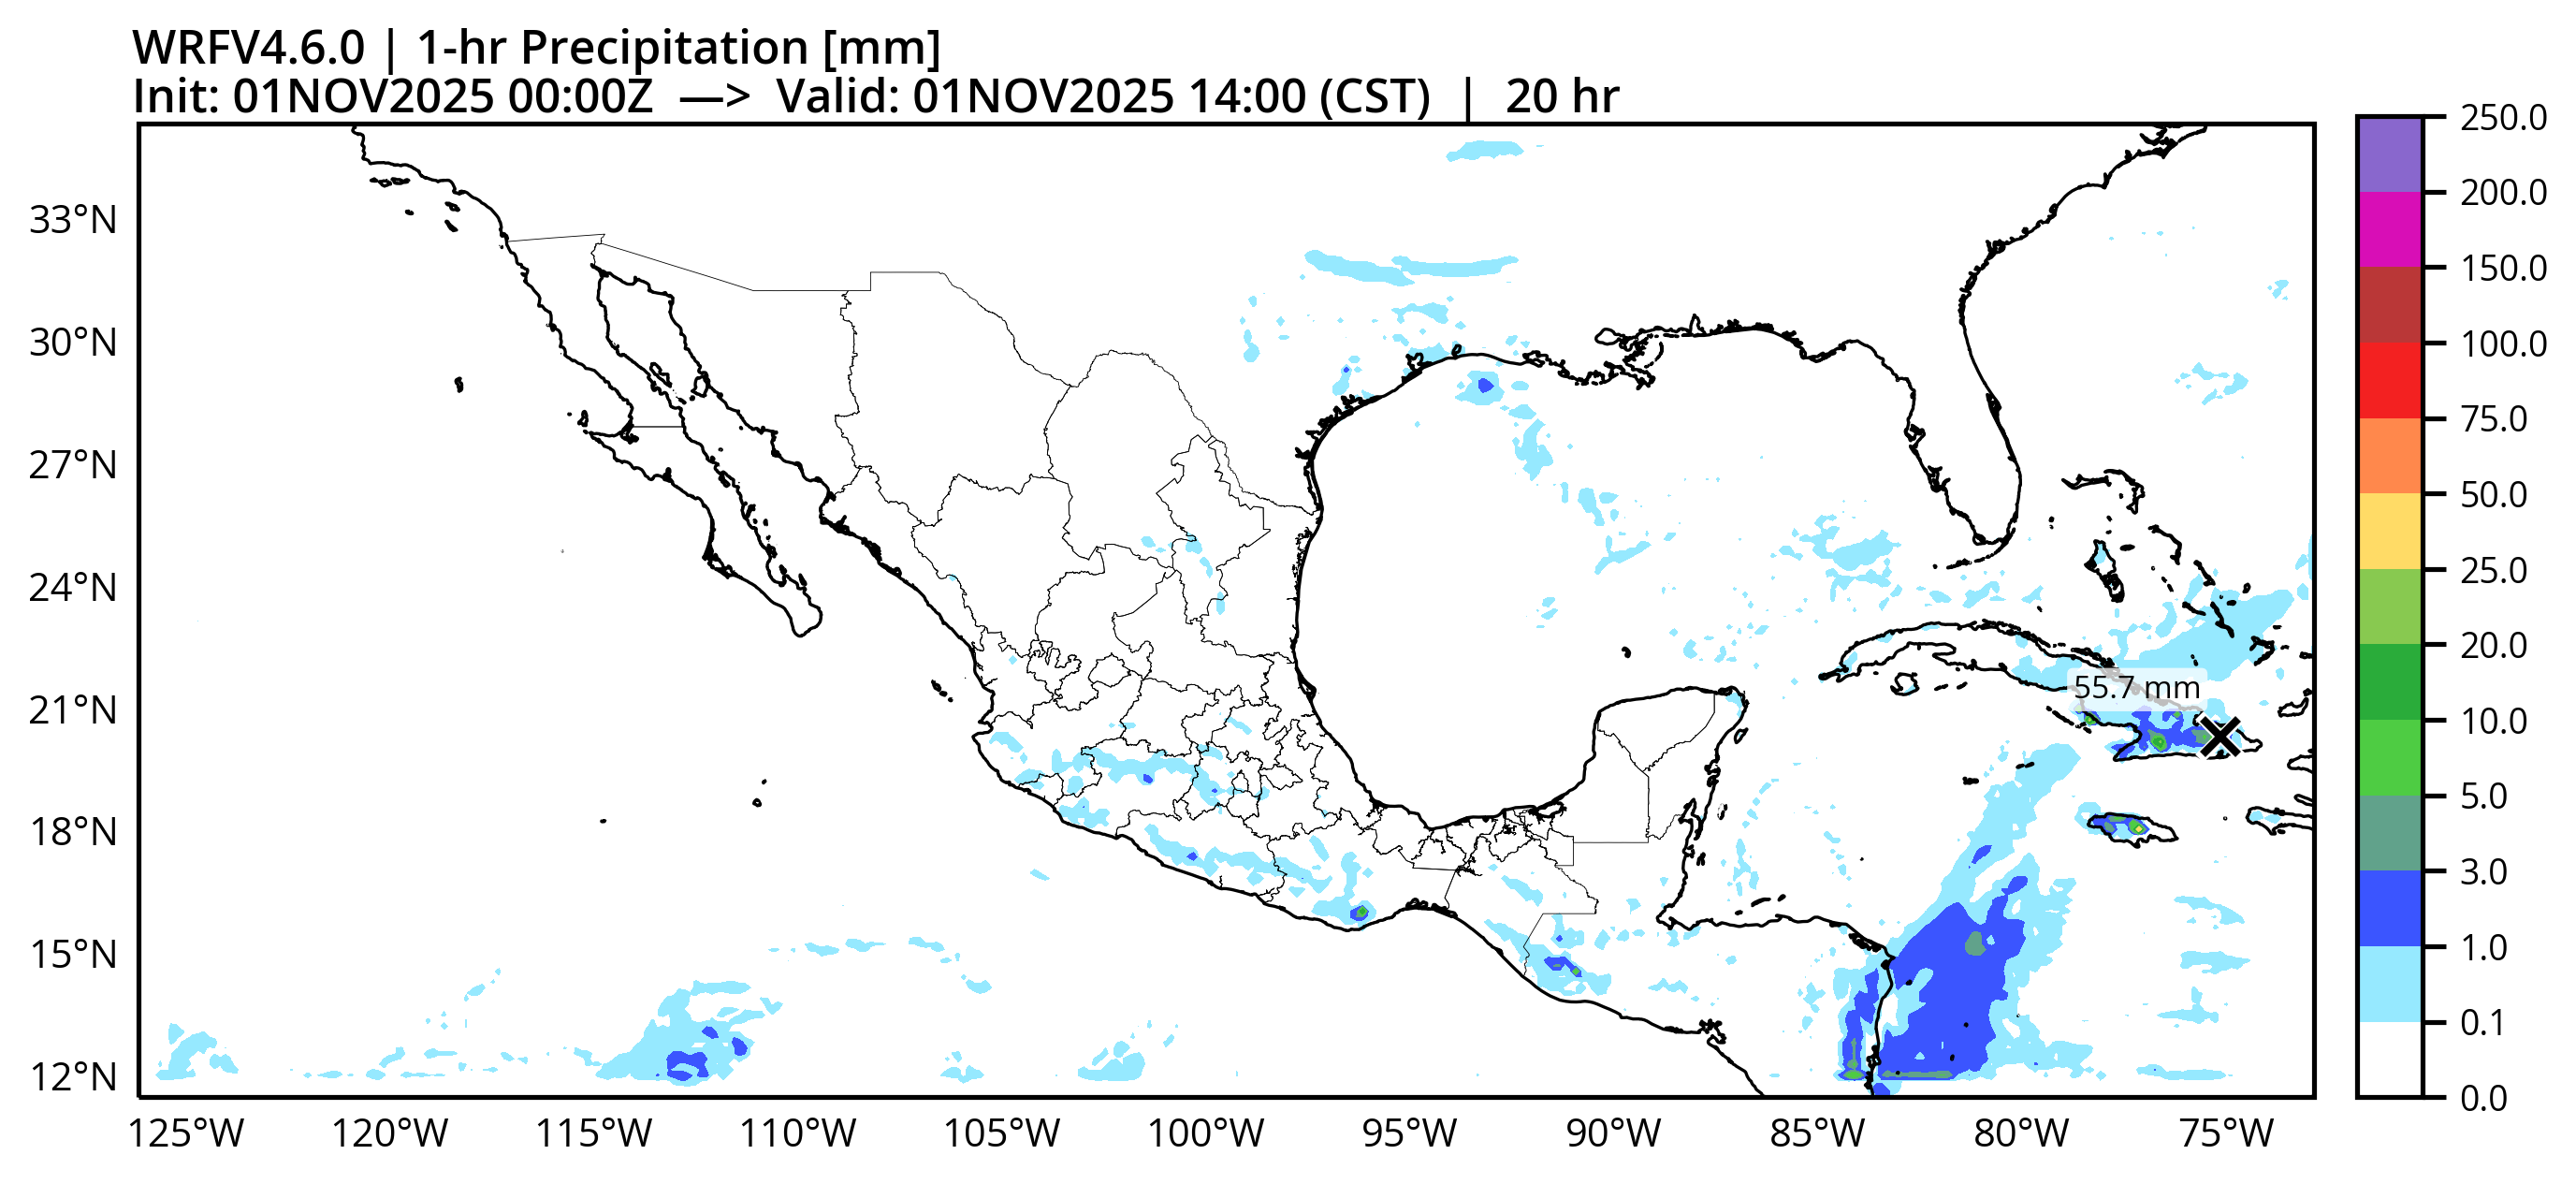 WRFV4.6.0 | 1-hr Precipitation [mm]
Init: 01NOV2025 00:00Z —> Valid: 01NOV2025 14:00 (CST) | 20 hr
33°N
30°N
27°N
24°N
21°N
18°N
15°N
12°N
125°W 120°W 115°W 110°W 105°W 100°W 95°W 90°W 85°W 80°W 75°W
55.7 mm
250.0
200.0
150.0
100.0
75.0
50.0
25.0
20.0
10.0
5.0
3.0
1.0
0.1
0.0